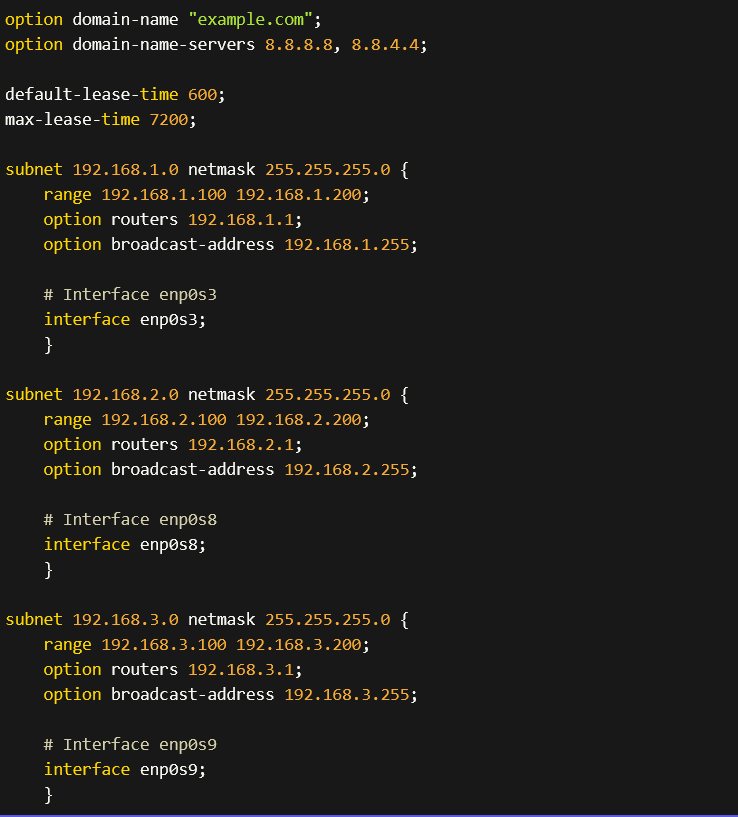 option domain-name "example.com";
option domain-name-servers 8.8.8.8, 8.8.4.4;
default-lease-time 600;
max-lease-time 7200;
subnet 192.168.1.0 netmask 255.255.255.0 {
    range 192.168.1.100 192.168.1.200;
    option routers 192.168.1.1;
    option broadcast-address 192.168.1.255;
    # Interface enp0s3
    interface enp0s3;
    }
subnet 192.168.2.0 netmask 255.255.255.0 {
    range 192.168.2.100 192.168.2.200;
    option routers 192.168.2.1;
    option broadcast-address 192.168.2.255;
    # Interface enp0s8
    interface enp0s8;
    }
subnet 192.168.3.0 netmask 255.255.255.0 {
    range 192.168.3.100 192.168.3.200;
    option routers 192.168.3.1;
    option broadcast-address 192.168.3.255;
    # Interface enp0s9
    interface enp0s9;
    }